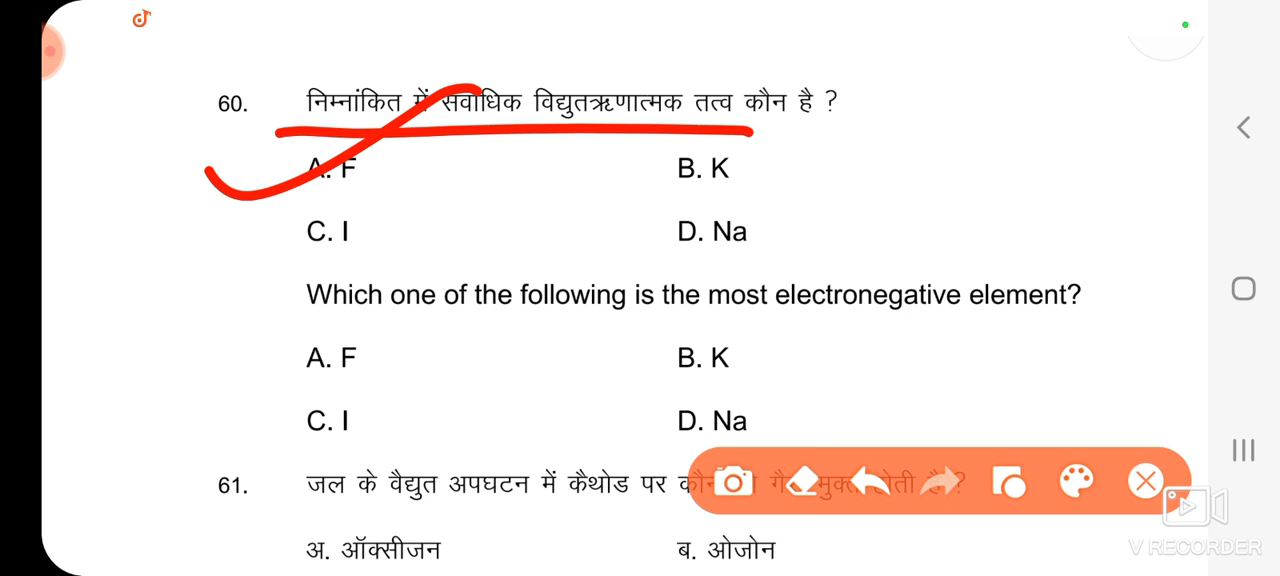 60. निम्नांकित में सर्वाधिक विद्युतऋणात्मक तत्व कौन है ?
A. F B. K
C. I D. Na
Which one of the following is the most electronegative element?
A. F B. K
C. I D. Na
61. जल के वैद्युत अपघटन में कैथोड पर मुक्त होती है ?
अ. ऑक्सीजन ब. ओजोन
V RECORDER